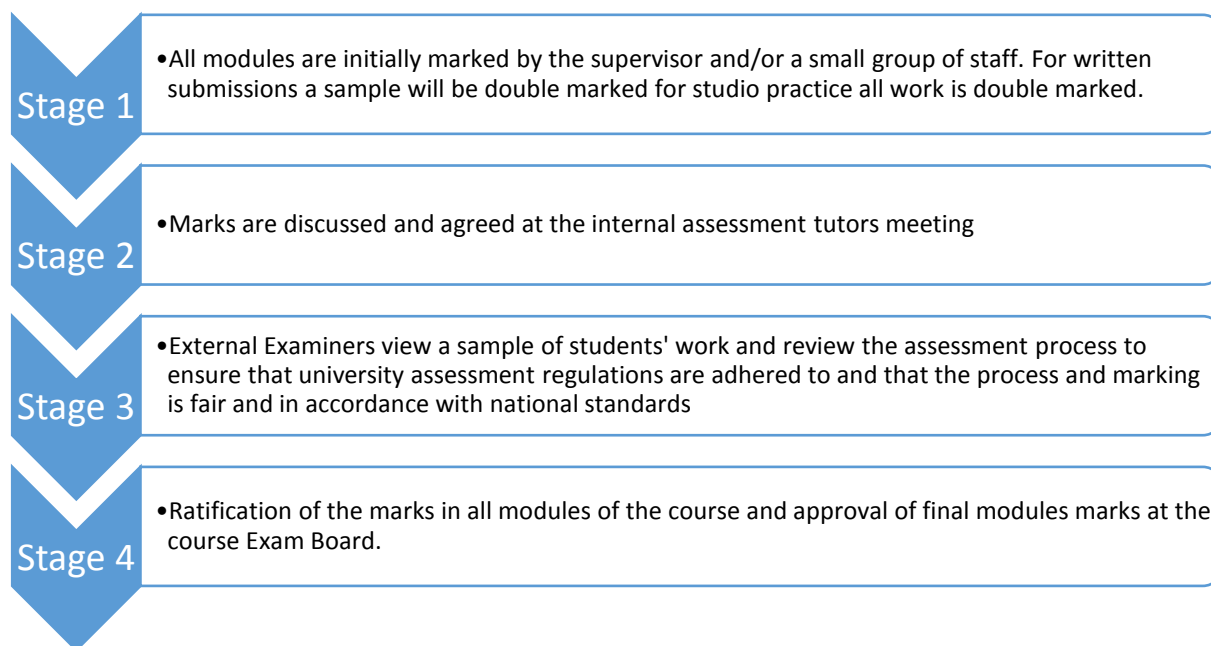 Stage 1
•All modules are initially marked by the supervisor and/or a small group of staff. For written
submissions a sample will be double marked for studio practice all work is double marked.
Stage 2
•Marks are discussed and agreed at the internal assessment tutors meeting
Stage 3
•External Examiners view a sample of students' work and review the assessment process to
ensure that university assessment regulations are adhered to and that the process and marking
is fair and in accordance with national standards
Stage 4
•Ratification of the marks in all modules of the course and approval of final modules marks at the
course Exam Board.